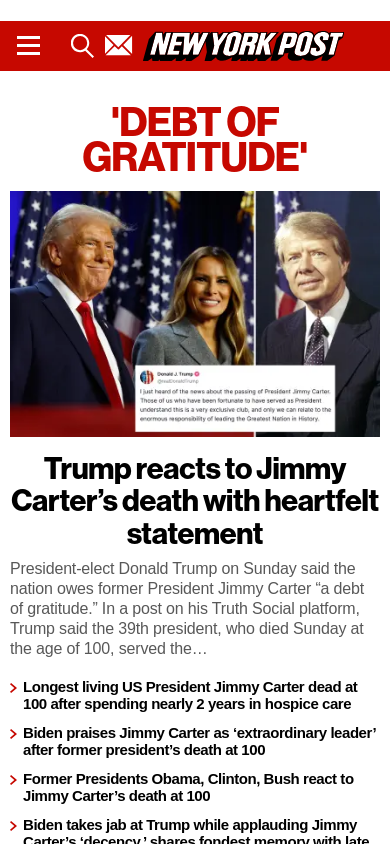 NEW YORK POST
'DEBT OF
GRATITUDE'
Donald J. Trump
@realDonaldTrump
I just heard of the news about the passing of President Jimmy Carter.
Those of us who have been fortunate to have served as President
understand this is a very exclusive club, and only we can relate to the
enormous responsibility of leading the Greatest Nation in History.
Trump reacts to Jimmy
Carter’s death with heartfelt
statement
President-elect Donald Trump on Sunday said the
nation owes former President Jimmy Carter “a debt
of gratitude.” In a post on his Truth Social platform,
Trump said the 39th president, who died Sunday at
the age of 100, served the…
Longest living US President Jimmy Carter dead at
100 after spending nearly 2 years in hospice care
Biden praises Jimmy Carter as ‘extraordinary leader’
after former president’s death at 100
Former Presidents Obama, Clinton, Bush react to
Jimmy Carter’s death at 100
Biden takes jab at Trump while applauding Jimmy
Carter’s ‘decency,’ shares fondest memory with late